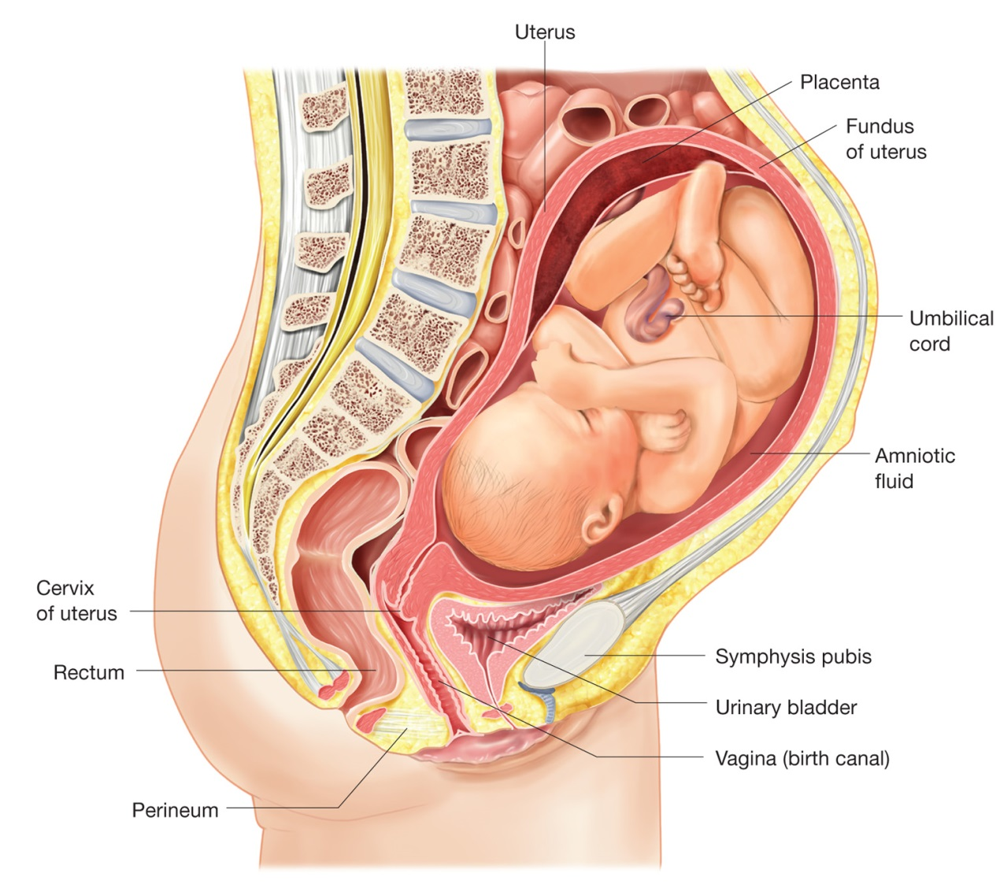 Uterus
Placenta
Fundus
of uterus
Umbilical
cord
Amniotic
fluid
Cervix
of uterus
Symphysis pubis
Rectum
Urinary bladder
Vagina (birth canal)
Perineum